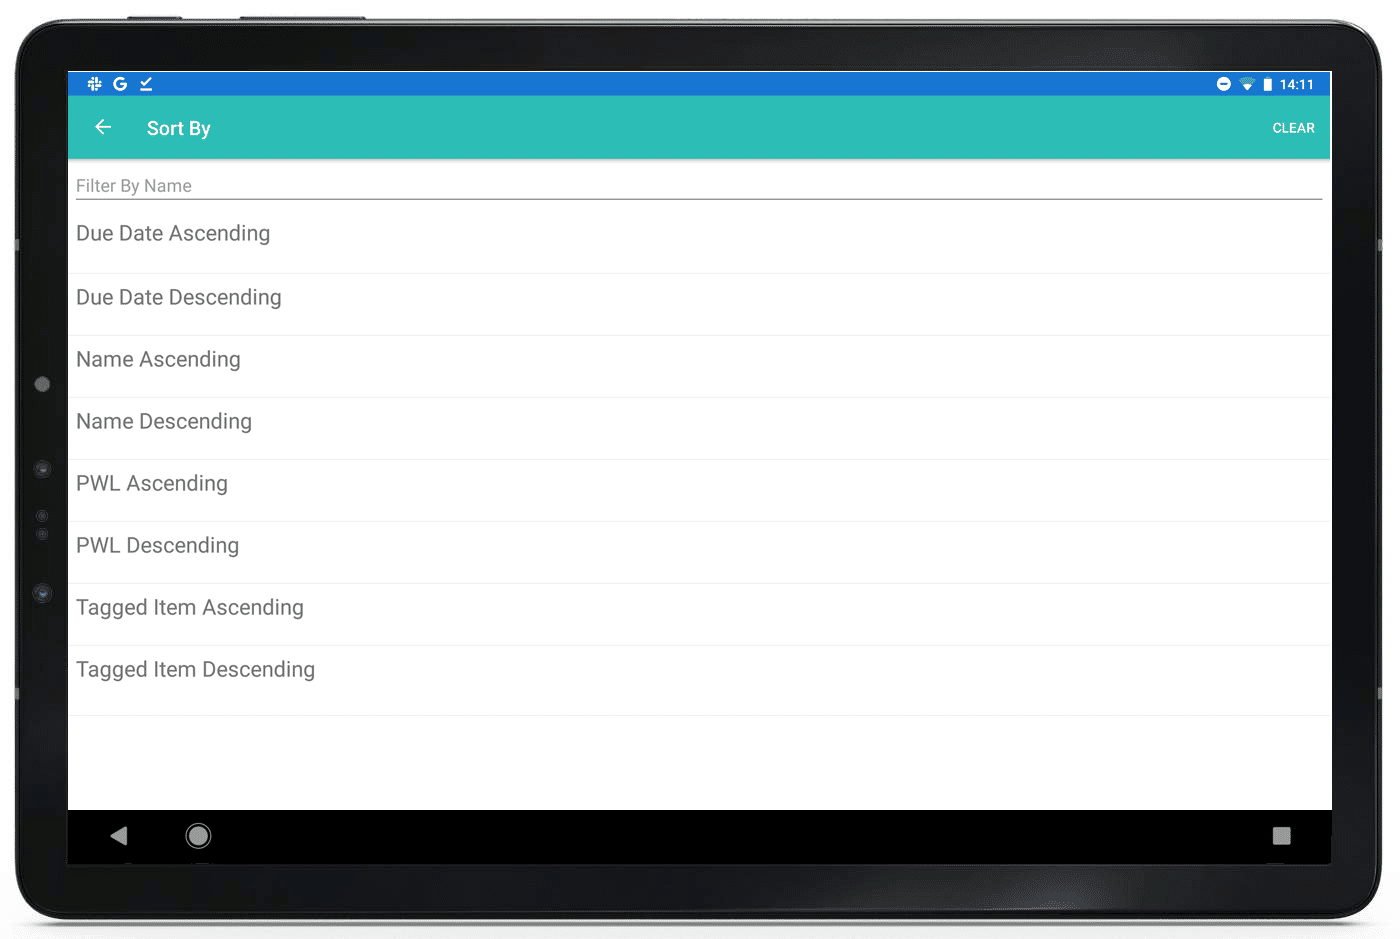 14:11
Sort By
CLEAR
Filter By Name
Due Date Ascending
Due Date Descending
Name Ascending
Name Descending
PWL Ascending
PWL Descending
Tagged Item Ascending
Tagged Item Descending